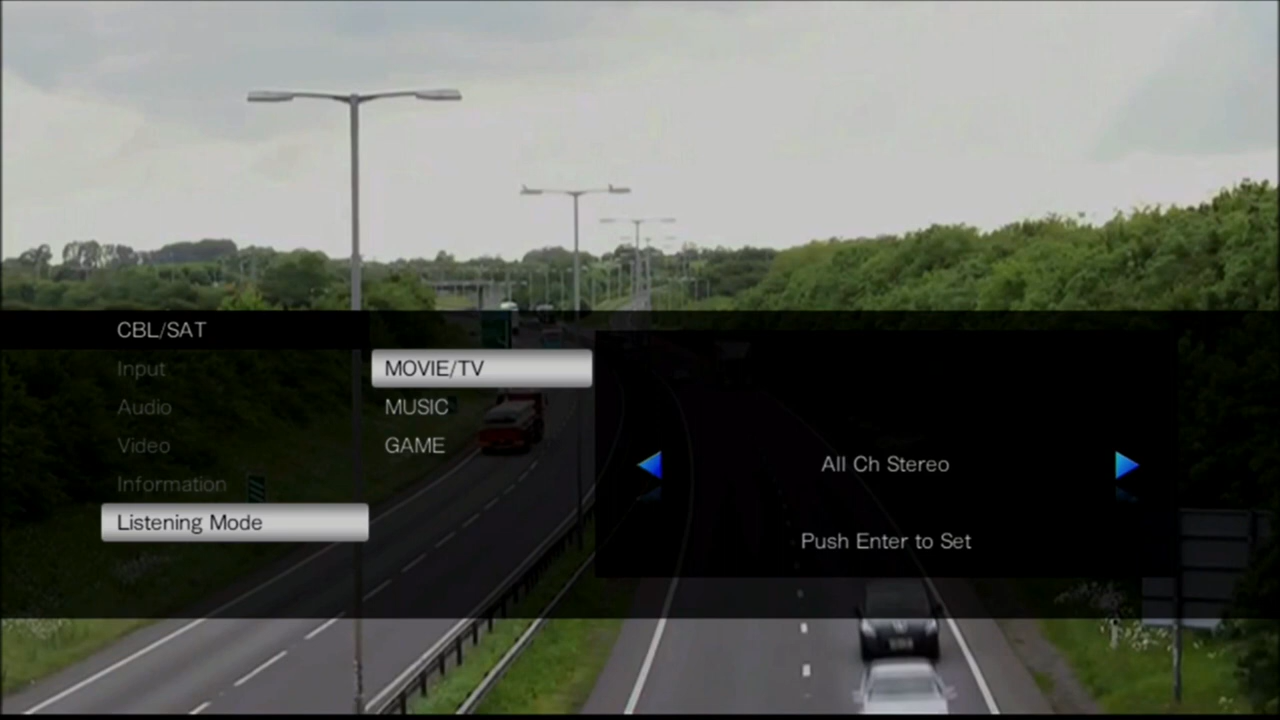 CBL/SAT
Input
Audio
Video
Information
Listening Mode
MOVIE/TV
MUSIC
GAME
All Ch Stereo
Push Enter to Set